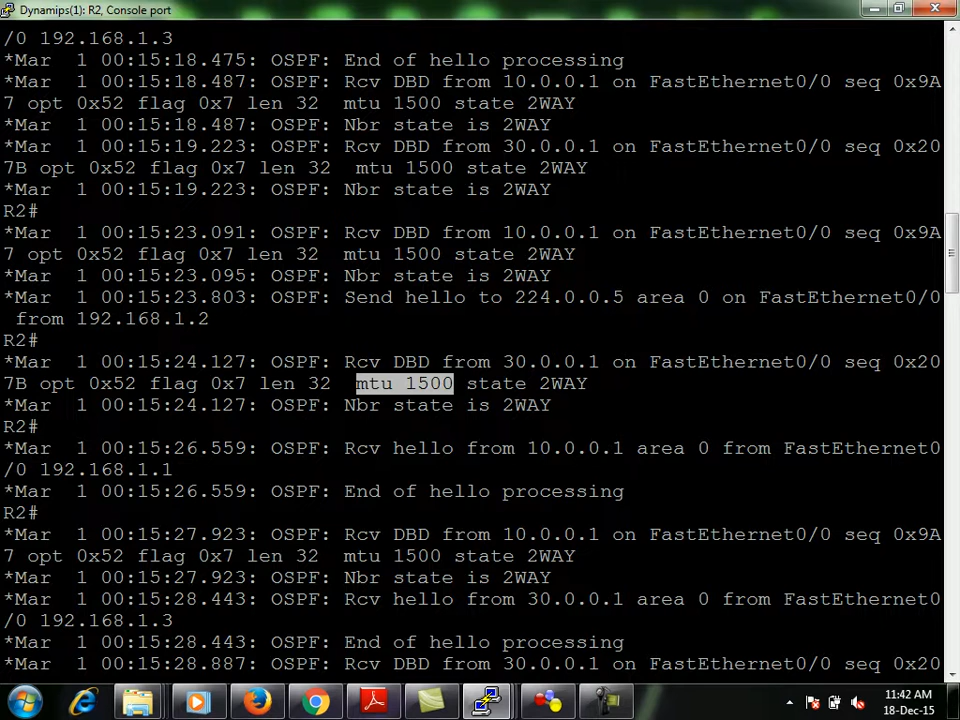 Dynamips(1): R2, Console port
/0 192.168.1.3
*Mar  1 00:15:18.475: OSPF: End of hello processing
*Mar  1 00:15:18.487: OSPF: Rcv DBD from 10.0.0.1 on FastEthernet0/0 seq 0x9A
7 opt 0x52 flag 0x7 len 32  mtu 1500 state 2WAY
*Mar  1 00:15:18.487: OSPF: Nbr state is 2WAY
*Mar  1 00:15:19.223: OSPF: Rcv DBD from 30.0.0.1 on FastEthernet0/0 seq 0x20
7B opt 0x52 flag 0x7 len 32  mtu 1500 state 2WAY
*Mar  1 00:15:19.223: OSPF: Nbr state is 2WAY
R2#
*Mar  1 00:15:23.091: OSPF: Rcv DBD from 10.0.0.1 on FastEthernet0/0 seq 0x9A
7 opt 0x52 flag 0x7 len 32  mtu 1500 state 2WAY
*Mar  1 00:15:23.095: OSPF: Nbr state is 2WAY
*Mar  1 00:15:23.803: OSPF: Send hello to 224.0.0.5 area 0 on FastEthernet0/0
 from 192.168.1.2
R2#
*Mar  1 00:15:24.127: OSPF: Rcv DBD from 30.0.0.1 on FastEthernet0/0 seq 0x20
7B opt 0x52 flag 0x7 len 32  mtu 1500 state 2WAY
*Mar  1 00:15:24.127: OSPF: Nbr state is 2WAY
R2#
*Mar  1 00:15:26.559: OSPF: Rcv hello from 10.0.0.1 area 0 from FastEthernet0
/0 192.168.1.1
*Mar  1 00:15:26.559: OSPF: End of hello processing
R2#
*Mar  1 00:15:27.923: OSPF: Rcv DBD from 10.0.0.1 on FastEthernet0/0 seq 0x9A
7 opt 0x52 flag 0x7 len 32  mtu 1500 state 2WAY
*Mar  1 00:15:27.923: OSPF: Nbr state is 2WAY
*Mar  1 00:15:28.443: OSPF: Rcv hello from 30.0.0.1 area 0 from FastEthernet0
/0 192.168.1.3
*Mar  1 00:15:28.443: OSPF: End of hello processing
*Mar  1 00:15:28.887: OSPF: Rcv DBD from 30.0.0.1 on FastEthernet0/0 seq 0x20
11:42 AM
18-Dec-15